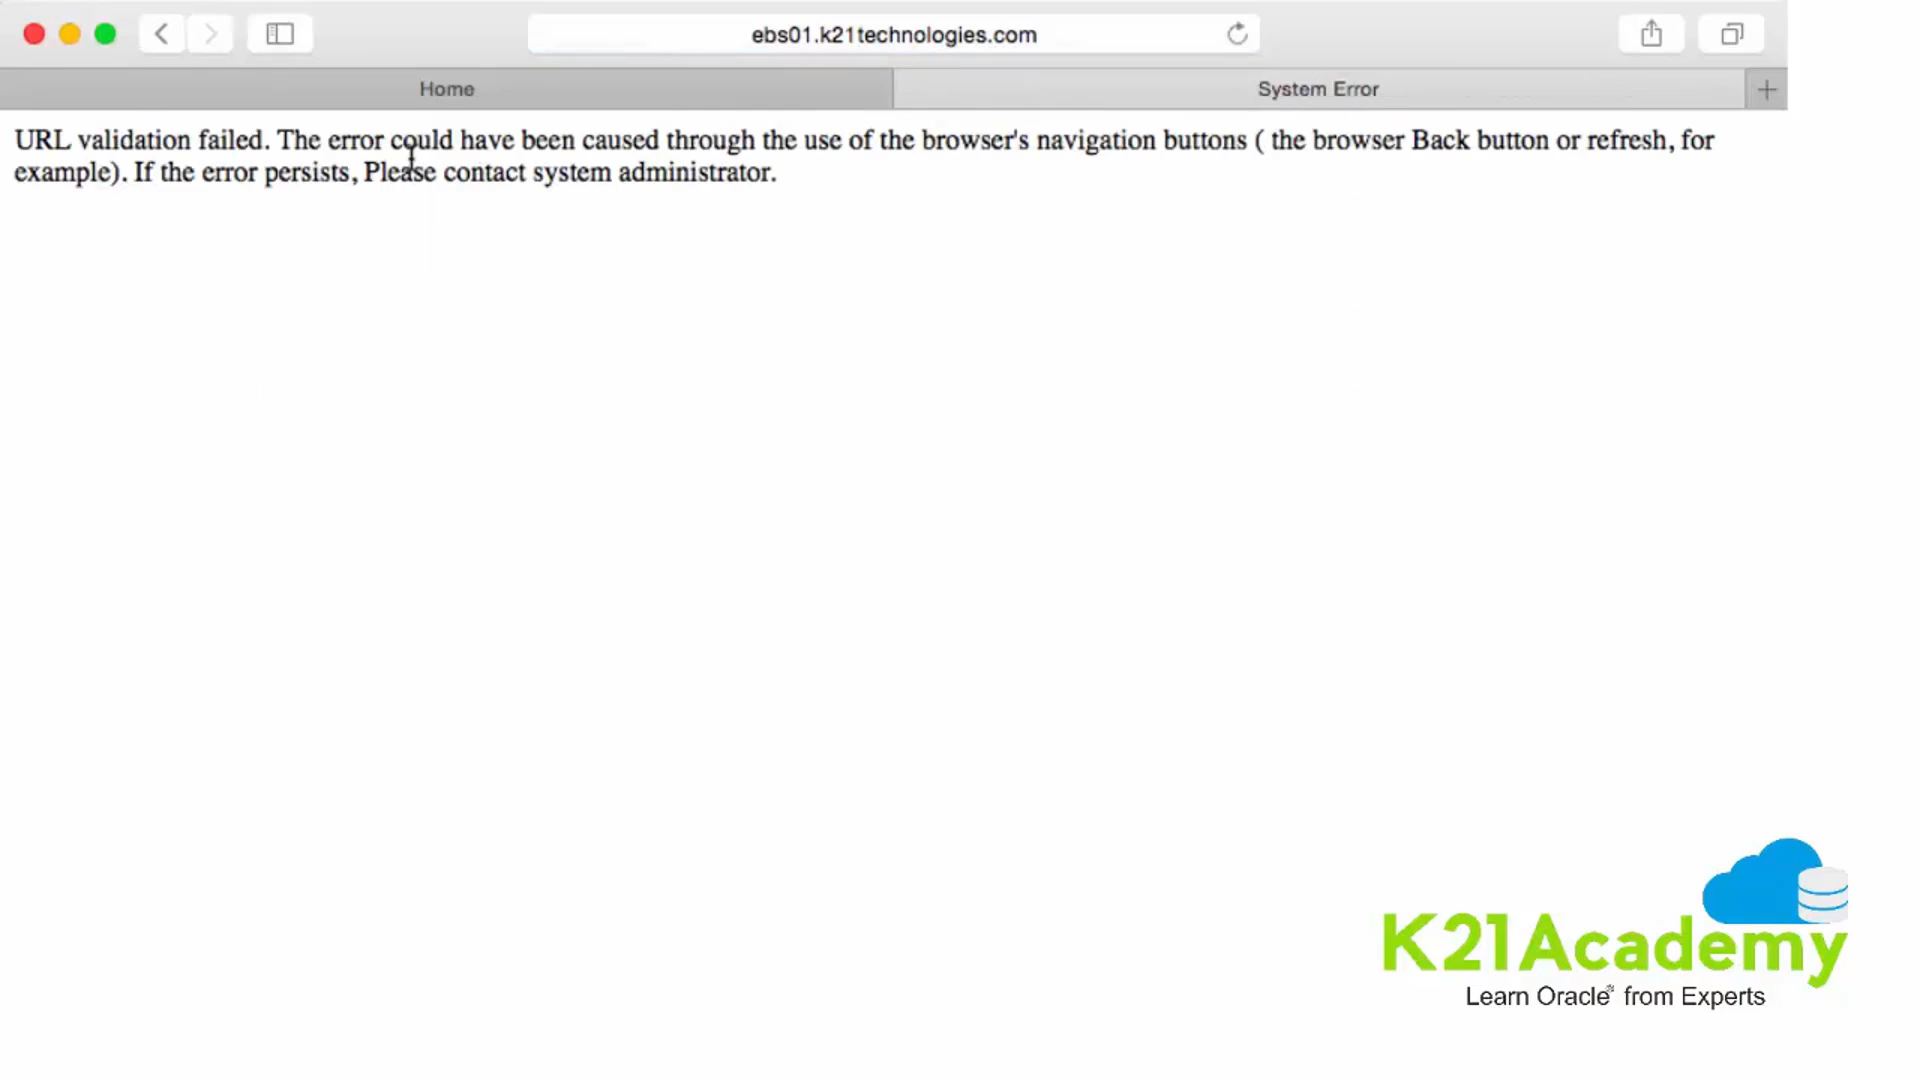 ebs01.k21technologies.com
Home
System Error
URL validation failed. The error could have been caused through the use of the browser's navigation buttons ( the browser Back button or refresh, for
example). If the error persists, Please contact system administrator.
K21Academy
Learn Oracle® from Experts